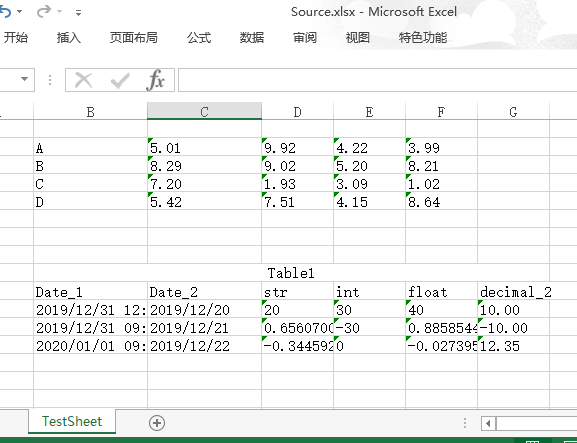 Source.xlsx - Microsoft Excel
开始 插入 页面布局 公式 数据 审阅 视图 特色功能
fx
B C D E F G
A 5.01 9.92 4.22 3.99
B 8.29 9.02 5.20 8.21
C 7.20 1.93 3.09 1.02
D 5.42 7.51 4.15 8.64
Table1
Date_1 Date_2 str int float decimal_2
2019/12/31 12: 2019/12/20 20 30 40 10.00
2019/12/31 09: 2019/12/21 0.656070 -30 0.885854 -10.00
2020/01/01 09: 2019/12/22 -0.344592 0 -0.027395 12.35
TestSheet